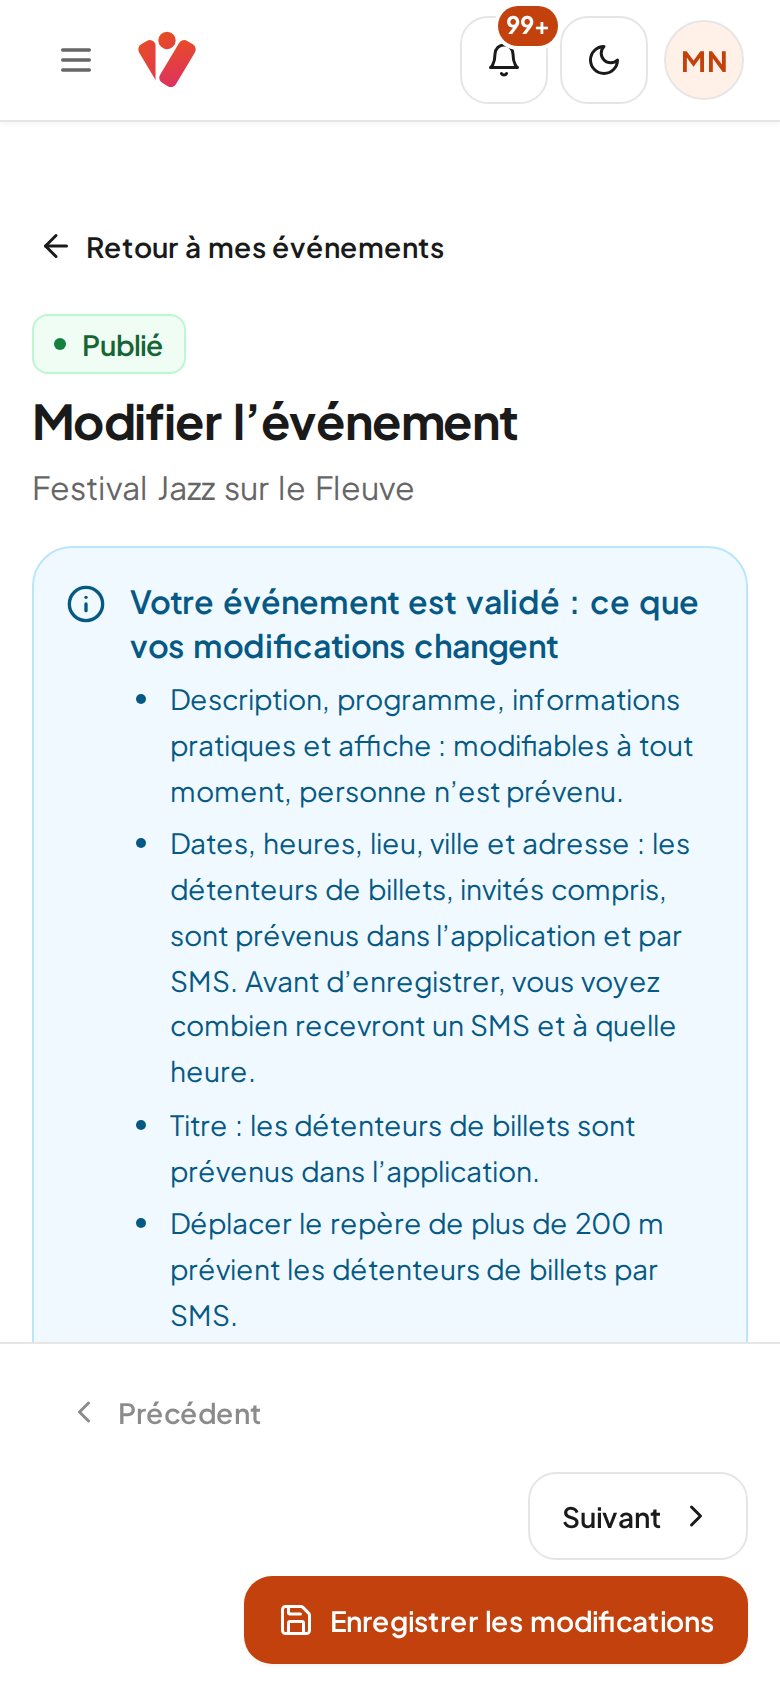 99+
MN
Retour à mes événements
Publié
Modifier l’événement
Festival Jazz sur le Fleuve
Votre événement est validé : ce que
vos modifications changent
Description, programme, informations
pratiques et affiche : modifiables à tout
moment, personne n’est prévenu.
Dates, heures, lieu, ville et adresse : les
détenteurs de billets, invités compris,
sont prévenus dans l’application et par
SMS. Avant d’enregistrer, vous voyez
combien recevront un SMS et à quelle
heure.
Titre : les détenteurs de billets sont
prévenus dans l’application.
Déplacer le repère de plus de 200 m
prévient les détenteurs de billets par
SMS.
Précédent
Suivant
Enregistrer les modifications